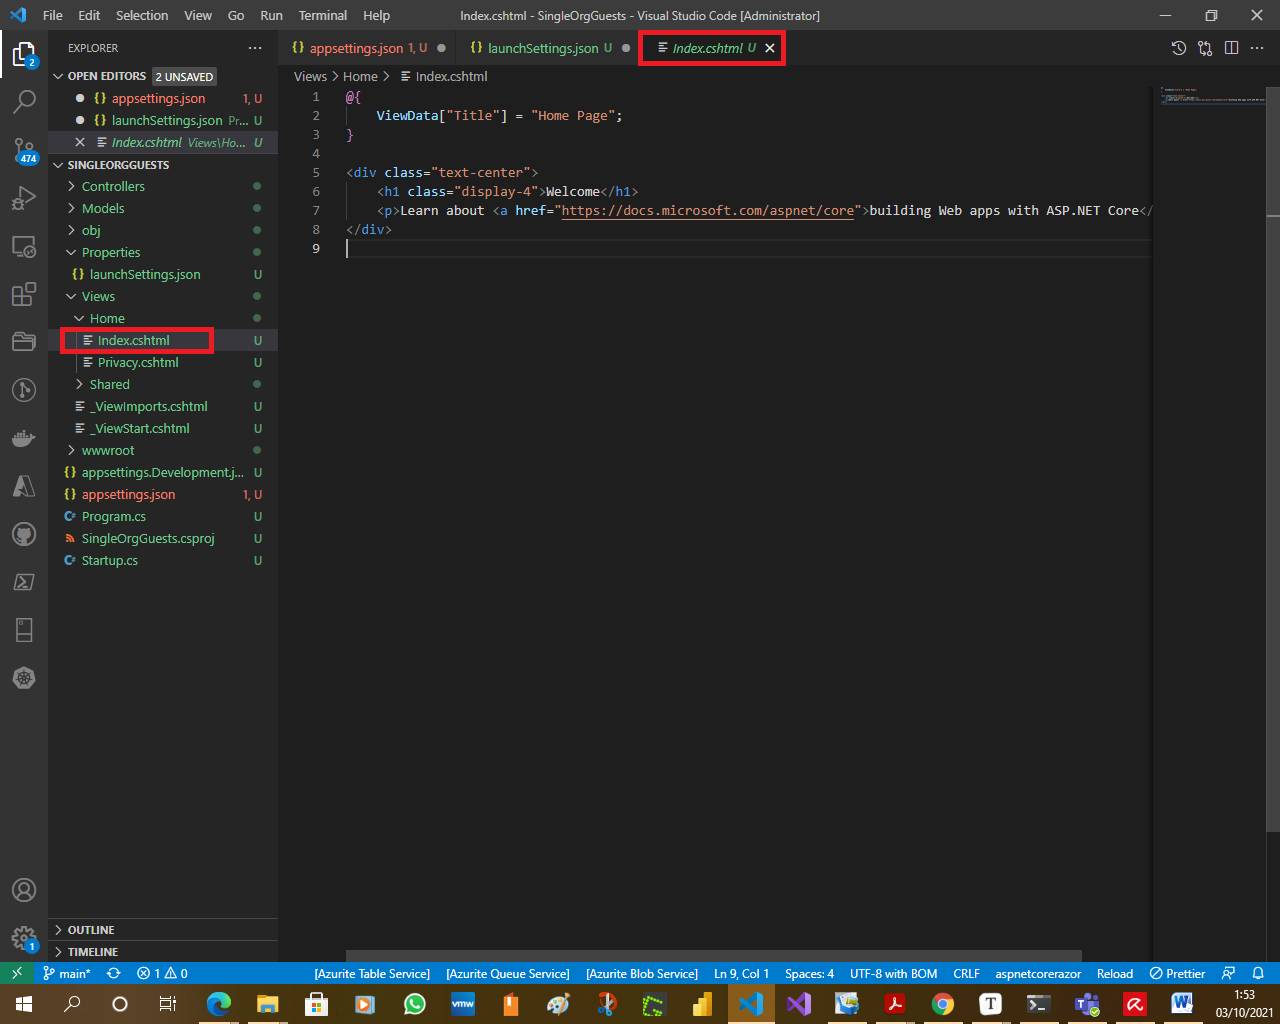 File Edit Selection View Go Run Terminal Help
Index.cshtml - SingleOrgGuests - Visual Studio Code [Administrator]
EXPLORER
appsettings.json 1, U
launchSettings.json U
Index.cshtml U
OPEN EDITORS 2 UNSAVED
appsettings.json 1, U
launchSettings.json Pr... U
Index.cshtml Views\Ho... U
SINGLEORGGUESTS
Controllers
Models
obj
Properties
launchSettings.json U
Views
Home
Index.cshtml U
Privacy.cshtml U
Shared
_ViewImports.cshtml U
_ViewStart.cshtml U
wwwroot
appsettings.Development.j... U
appsettings.json 1, U
Program.cs U
SingleOrgGuests.csproj U
Startup.cs U
OUTLINE
TIMELINE
2
474
1
Views > Home > Index.cshtml
1 @{
2 ViewData["Title"] = "Home Page";
3 }
4
5 <div class="text-center">
6 <h1 class="display-4">Welcome</h1>
7 <p>Learn about <a href="https://docs.microsoft.com/aspnet/core">building Web apps with ASP.NET Core</
8 </div>
9
main* 1 0 [Azurite Table Service] [Azurite Queue Service] [Azurite Blob Service] Ln 9, Col 1 Spaces: 4 UTF-8 with BOM CRLF aspnetcorerazor Reload Prettier
vmw
T
W
1:53
03/10/2021